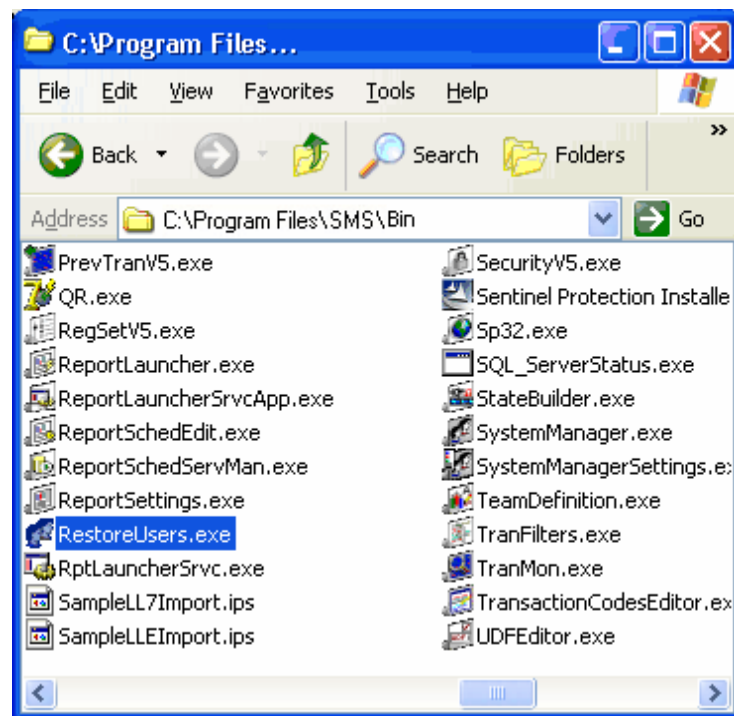 C:\Program Files...
File Edit View Favorites Tools Help
Back Search Folders »
Address C:\Program Files\SMS\Bin Go
PrevTranV5.exe
QR.exe
RegSetV5.exe
ReportLauncher.exe
ReportLauncherSrvcApp.exe
ReportSchedEdit.exe
ReportSchedServMan.exe
ReportSettings.exe
RestoreUsers.exe
RptLauncherSrvc.exe
SampleLL7Import.ips
SampleLLEImport.ips
SecurityV5.exe
Sentinel Protection Installe
Sp32.exe
SQL_ServerStatus.exe
StateBuilder.exe
SystemManager.exe
SystemManagerSettings.ex
TeamDefinition.exe
TranFilters.exe
TranMon.exe
TransactionCodesEditor.ex
UDFEditor.exe